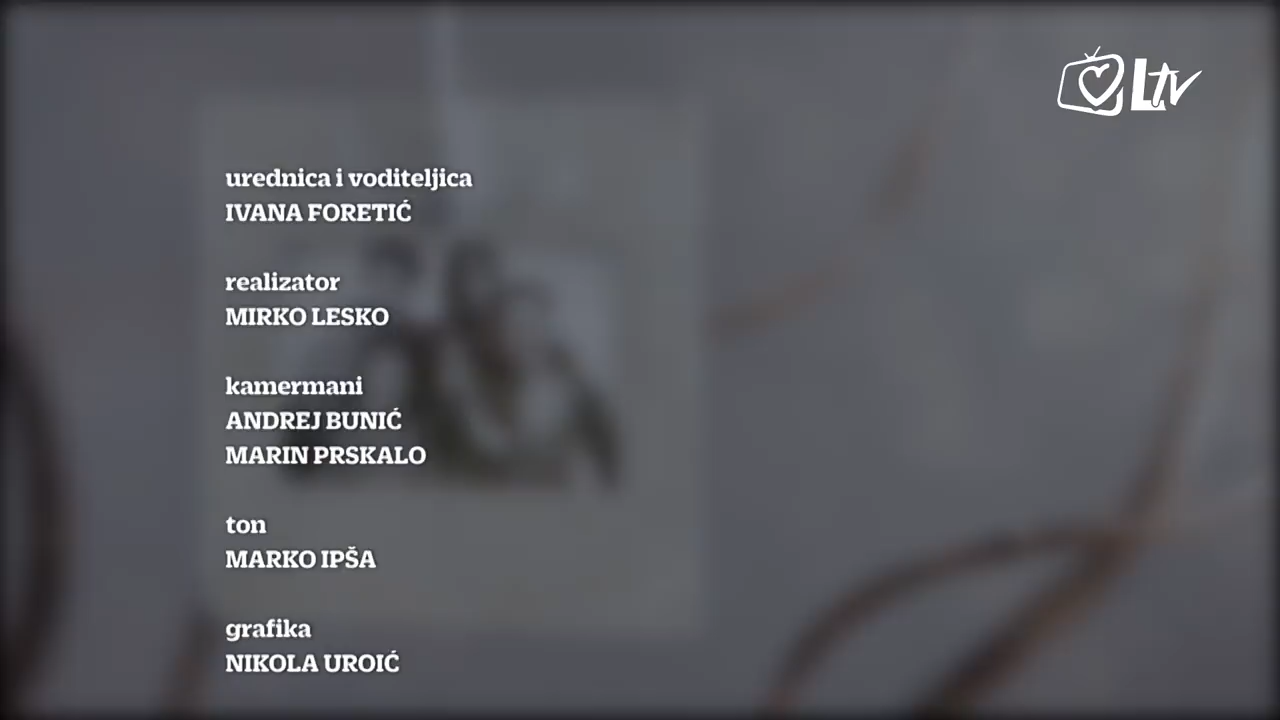 LTV
urednica i voditeljica
IVANA FORETIĆ
realizator
MIRKO LESKO
kamermani
ANDREJ BUNIĆ
MARIN PRSKALO
ton
MARKO IPŠA
grafika
NIKOLA UROIĆ